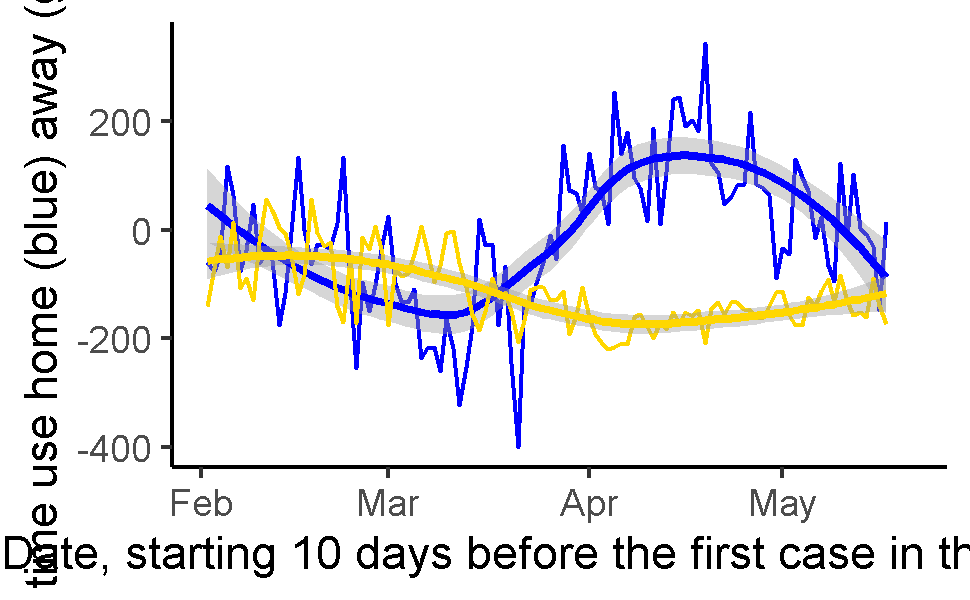 time use home (blue) away (
200
0
-200
-400
Feb Mar Apr May
Date, starting 10 days before the first case in th